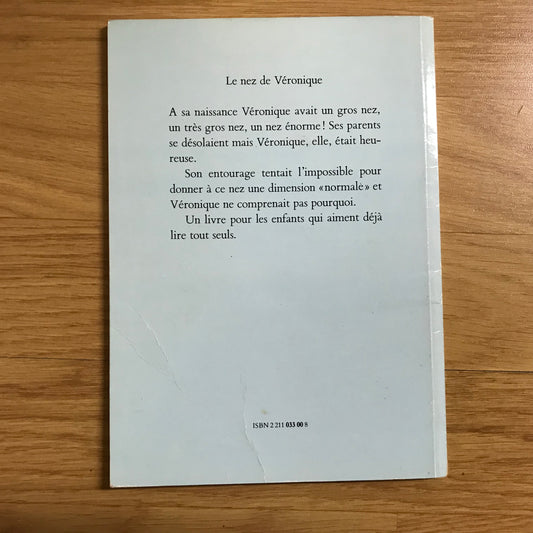 Le nez de Véronique
A sa naissance Véronique avait un gros nez,
un très gros nez, un nez énorme! Ses parents
se désolaient mais Véronique, elle, était heu-
reuse.
Son entourage tentait l'impossible pour
donner à ce nez une dimension «normale» et
Véronique ne comprenait pas pourquoi.
Un livre pour les enfants qui aiment déjà
lire tout seuls.
ISBN 2 211 033 00 8